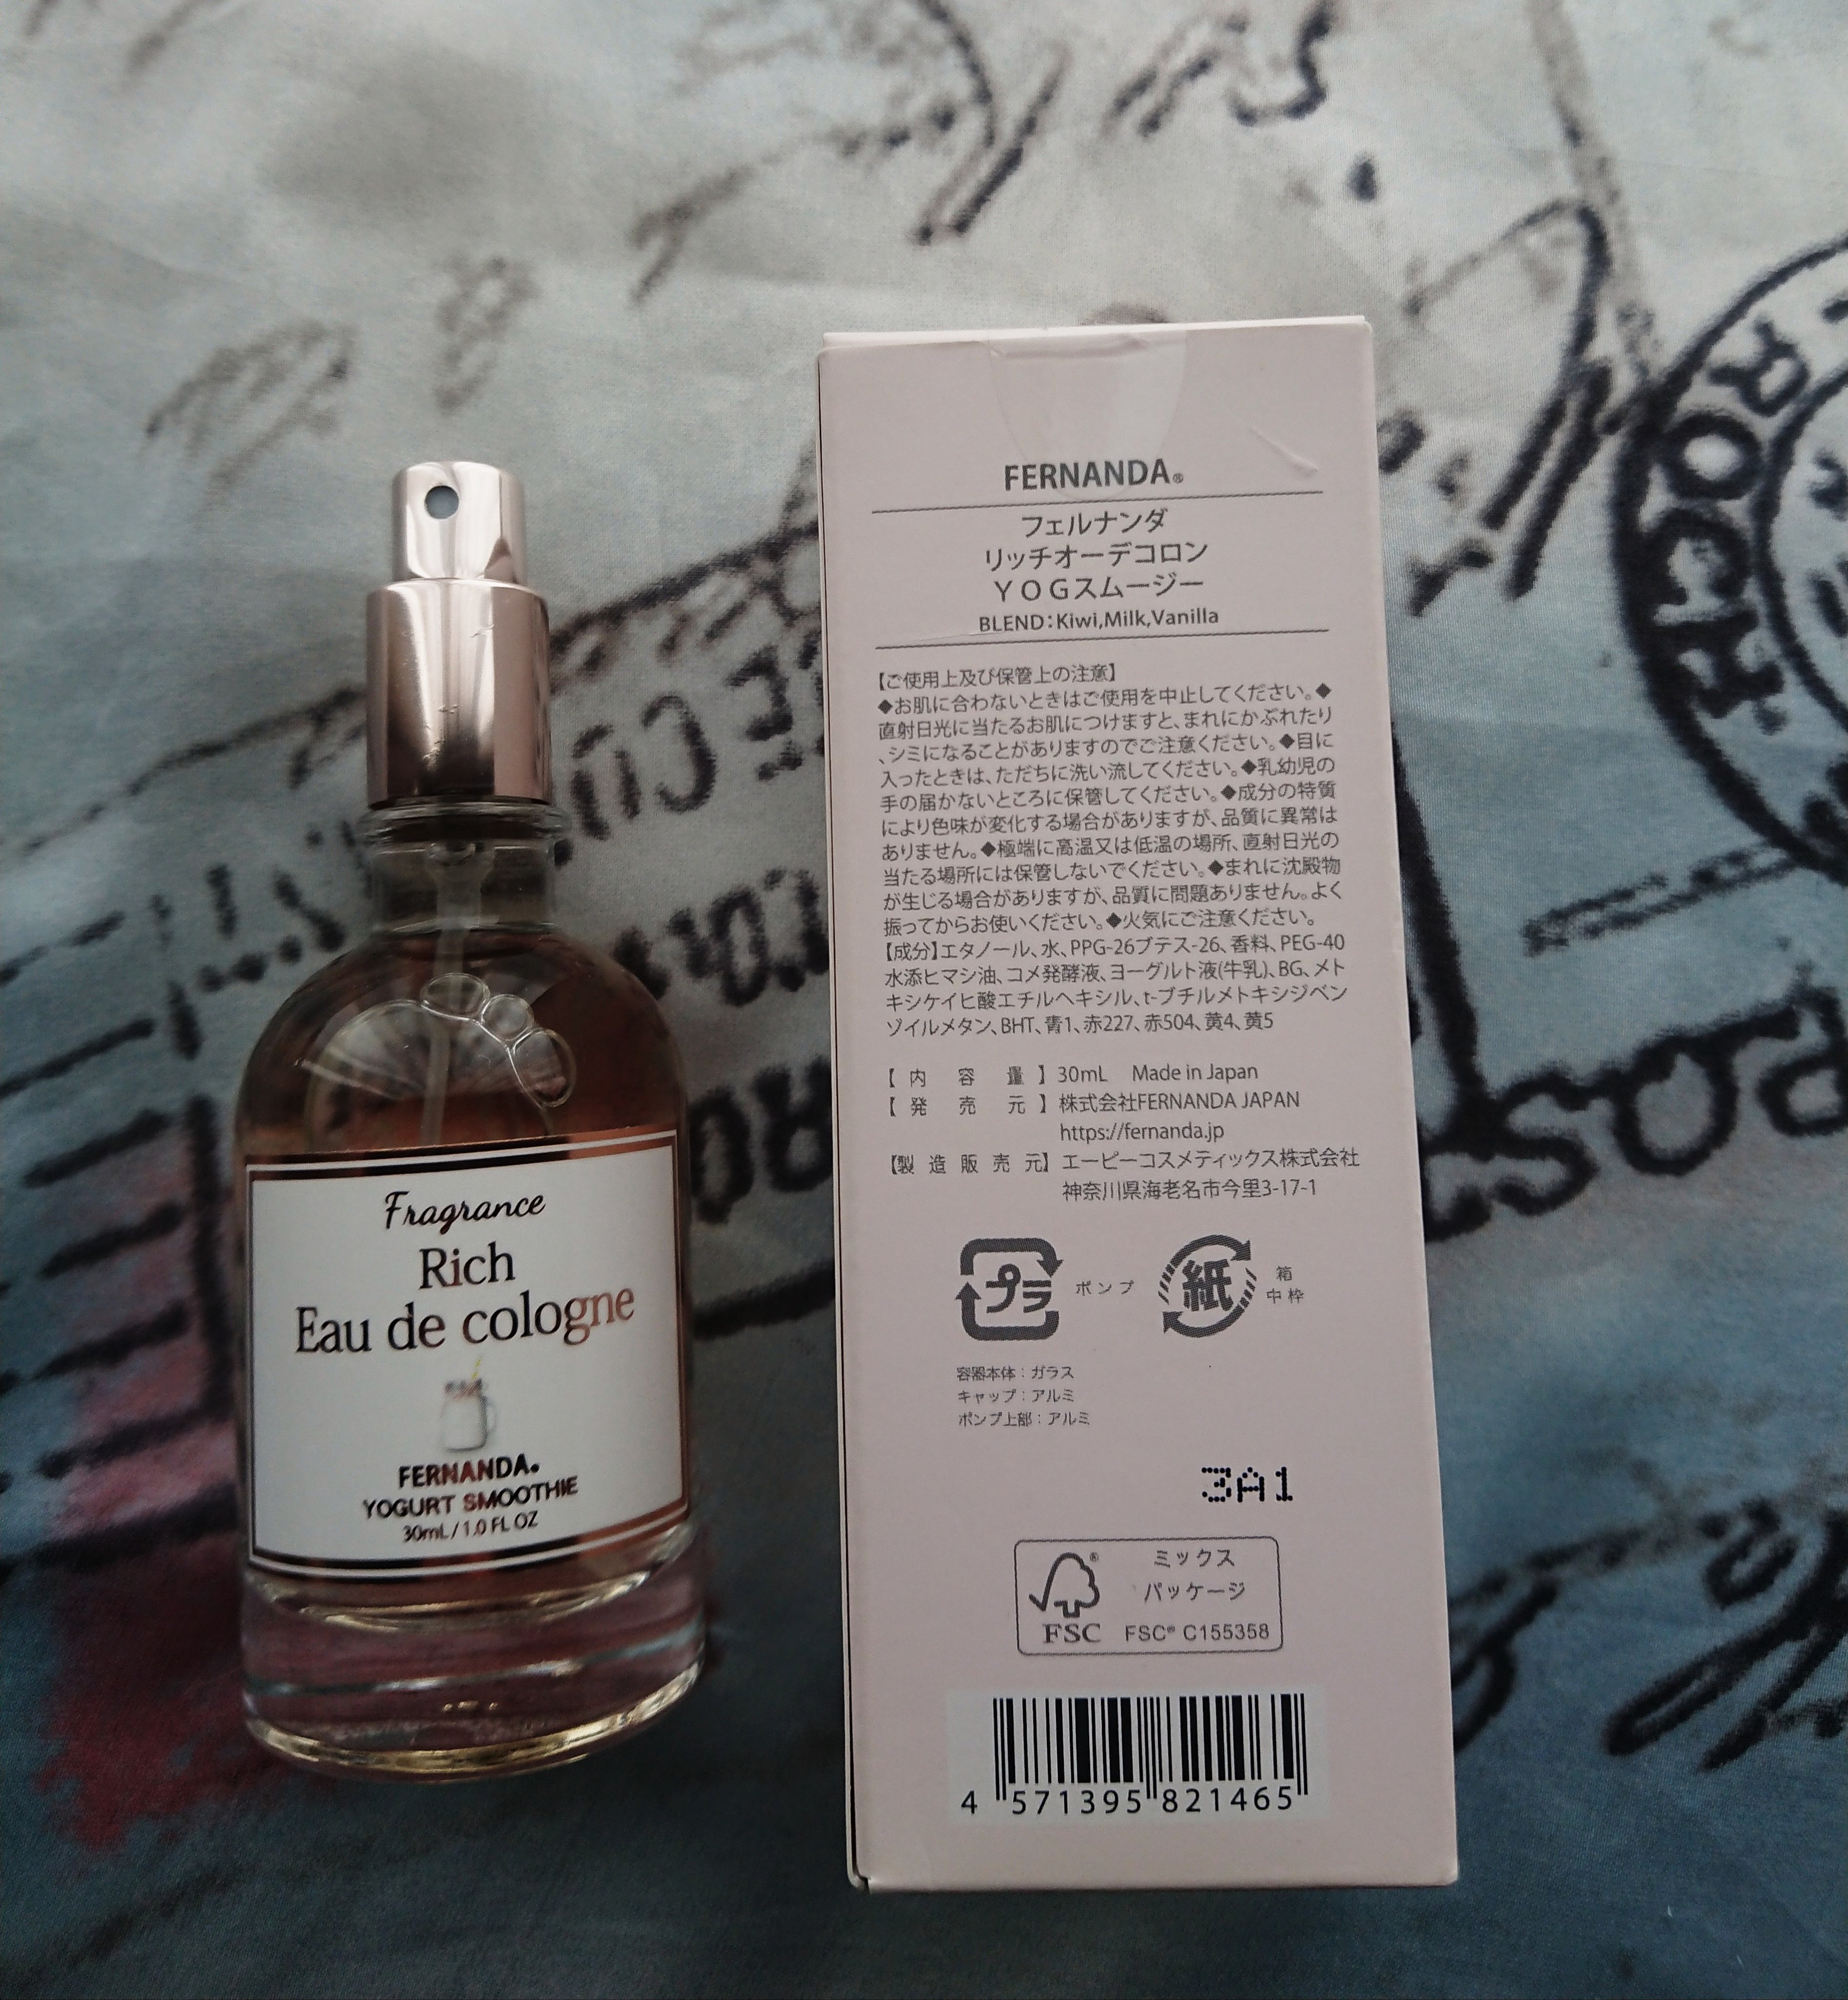 Fragrance
Rich
Eau de cologne
FERNANDA®
YOGURT SMOOTHIE
30mL / 1.0 FL OZ
FERNANDA®
フェルナンダ
リッチオーデコロン
YOGスムージー
BLEND:Kiwi,Milk,Vanilla
【ご使用上及び保管上の注意】
◆お肌に合わないときはご使用を中止してください。◆
直射日光に当たるお肌につけますと、まれにかぶれたり
、シミになることがありますのでご注意ください。◆目に
入ったときは、ただちに洗い流してください。◆乳幼児の
手の届かないところに保管してください。◆成分の特質
により色味が変化する場合がありますが、品質に異常は
ありません。◆極端に高温又は低温の場所、直射日光の
当たる場所には保管しないでください。◆まれに沈殿物
が生じる場合がありますが、品質に問題ありません。よく
振ってからお使いください。◆火気にご注意ください。
【成分】エタノール、水、PPG-26ブテス-26、香料、PEG-40
水添ヒマシ油、コメ発酵液、ヨーグルト液(牛乳)、BG、メト
キシケイヒ酸エチルヘキシル、t-ブチルメトキシジベン
ゾイルメタン、BHT、青1、赤227、赤504、黄4、黄5
【内容量】30mL Made in Japan
【発売元】株式会社FERNANDA JAPAN
https://fernanda.jp
【製造販売元】エーピーコスメティックス株式会社
神奈川県海老名市今里3-17-1
プラ ポンプ 紙 箱
中枠
容器本体：ガラス
キャップ：アルミ
ポンプ上部：アルミ
3A1
ミックス
パッケージ
FSC® FSC® C155358
4 571395 821465
ROCH
POS